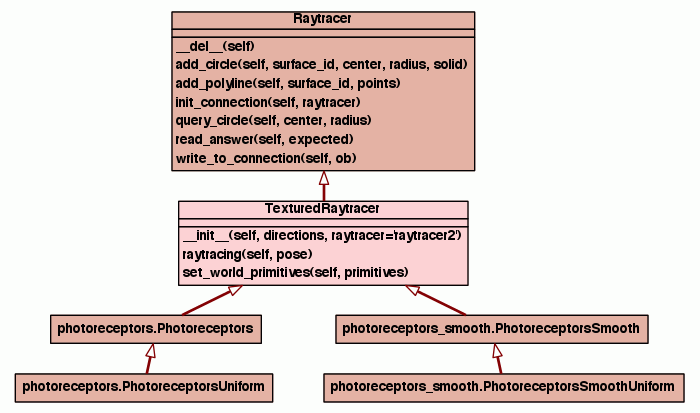 Raytracer
__del__(self)
add_circle(self, surface_id, center, radius, solid)
add_polyline(self, surface_id, points)
init_connection(self, raytracer)
query_circle(self, center, radius)
read_answer(self, expected)
write_to_connection(self, ob)
TexturedRaytracer
__init__(self, directions, raytracer='raytracer2')
raytracing(self, pose)
set_world_primitives(self, primitives)
photoreceptors.Photoreceptors
photoreceptors_smooth.PhotoreceptorsSmooth
photoreceptors.PhotoreceptorsUniform
photoreceptors_smooth.PhotoreceptorsSmoothUniform